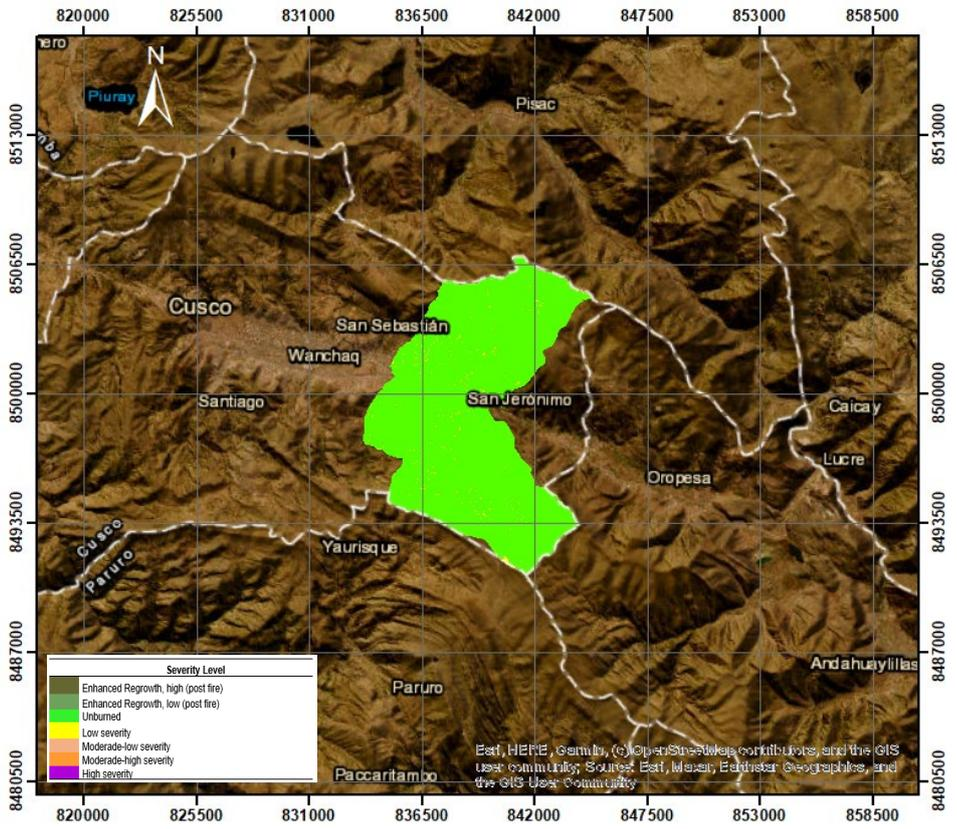 820000 825500 831000 836500 842000 847500 853000 858500
nero
N
Piuray
Pisac
8513000
8513000
mba
8506500
8506500
Cusco
San Sebastián
Wanchaq
8500000
8500000
Santiago
San Jerónimo
Caicay
Lucre
Oropesa
8493500
8493500
Cusco
Paruro
Yaurisque
8487000
8487000
Severity Level
Enhanced Regrowth, high (post fire)
Enhanced Regrowth, low (post fire)
Unburned
Low severity
Moderade-low severity
Moderade-high severity
High severity
Andahuaylillas
Paruro
Esri, HERE, Garmin, (c) OpenStreetMap contributors, and the GIS
user community; Source: Esri, Maxar, Earthstar Geographics, and
the GIS User Community
Paccaritambo
8480500
8480500
820000 825500 831000 836500 842000 847500 853000 858500